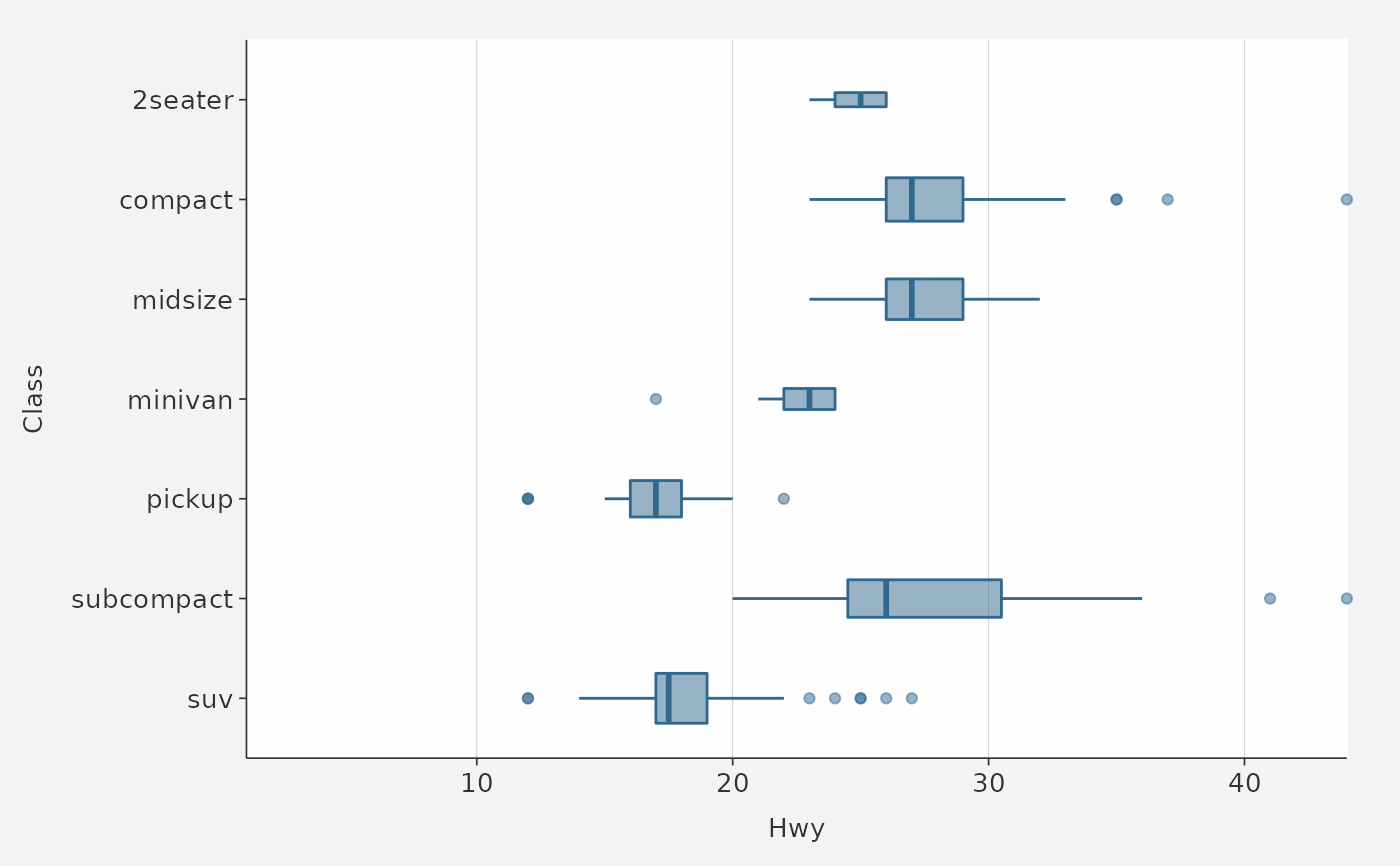 2seater
compact
midsize
minivan
pickup
subcompact
suv
Class
10 20 30 40
Hwy